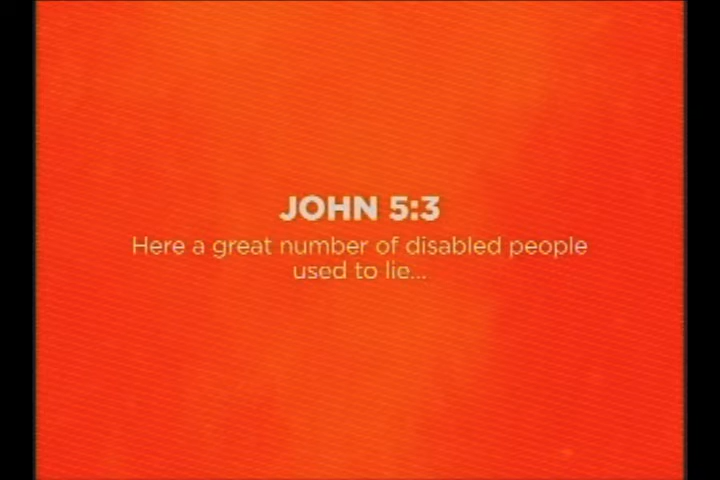 JOHN 5:3
Here a great number of disabled people
used to lie...